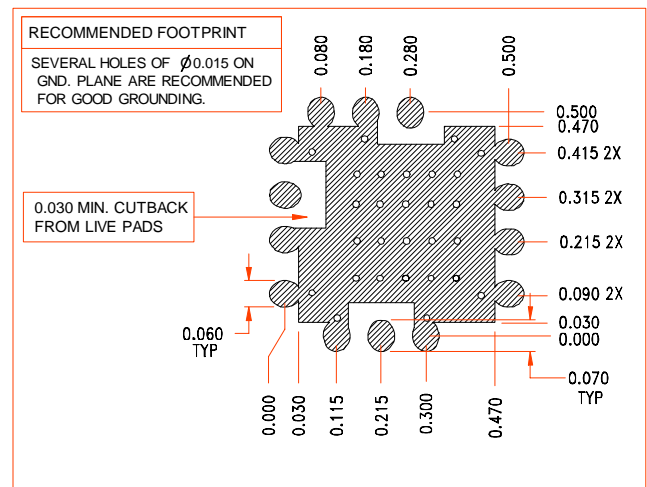 RECOMMENDED FOOTPRINT
SEVERAL HOLES OF Ø0.015 ON
GND. PLANE ARE RECOMMENDED
FOR GOOD GROUNDING.
0.080
0.180
0.280
0.500
0.500
0.470
0.415 2X
0.315 2X
0.215 2X
0.090 2X
0.030
0.000
0.070
TYP
0.030 MIN. CUTBACK
FROM LIVE PADS
0.060
TYP
0.000
0.030
0.115
0.215
0.300
0.470